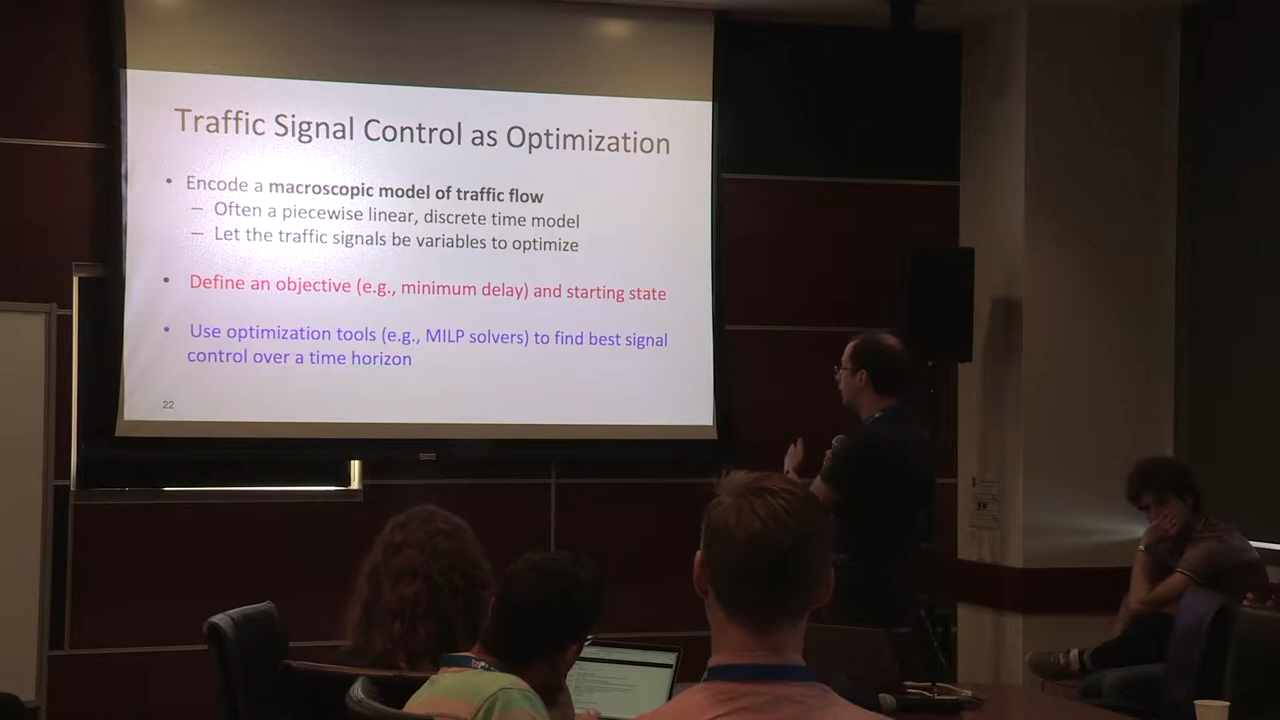 Traffic Signal Control as Optimization
• Encode a macroscopic model of traffic flow
– Often a piecewise linear, discrete time model
– Let the traffic signals be variables to optimize
• Define an objective (e.g., minimum delay) and starting state
• Use optimization tools (e.g., MILP solvers) to find best signal
control over a time horizon
22